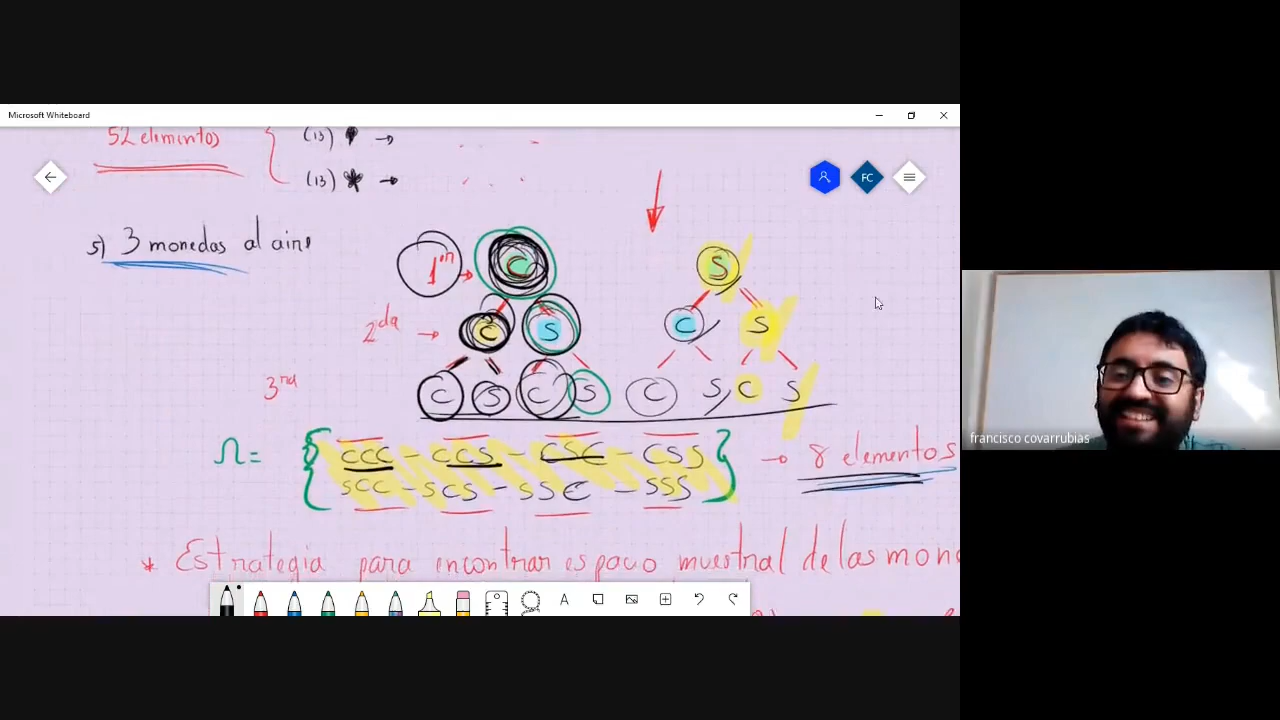 Microsoft Whiteboard
52 elementos
(13) →
(13) →
FC
5) 3 monedas al aire
1ra → C S
2da → C S C S
3ra C S C S C S C S
Ω = { CCC - CCS - CSC - CSS
SCC - SCS - SSC - SSS } → 8 elementos
* Estrategia para encontrar espacio muestral de las mone
francisco covarrubias